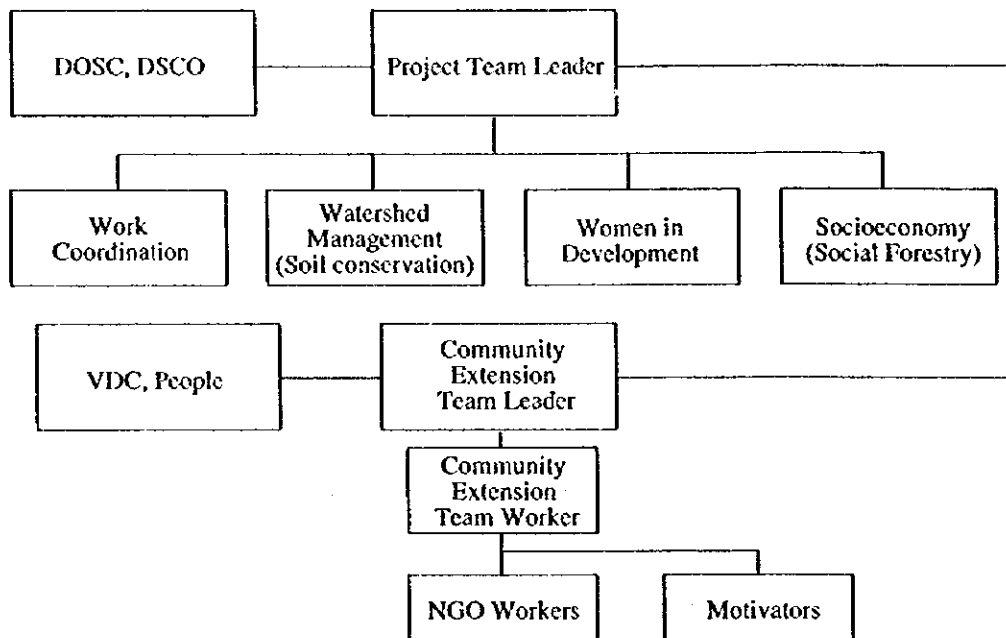 DOSC, DSCO
Project Team Leader
Work
Coordination
Watershed
Management
(Soil conservation)
Women in
Development
Socioeconomy
(Social Forestry)
VDC, People
Community
Extension
Team Leader
Community
Extension
Team Worker
NGO Workers
Motivators